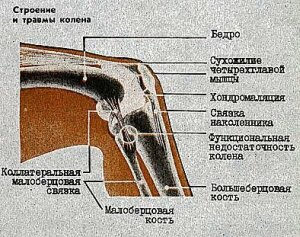 Строение
и травмы колена
Бедро
Сухожилие
четырехглавой
мышцы
Хондромаляция
Связка
наколенника
Функциональная
недостаточность
колена
Коллатеральная
малоберцовая
связка
Большеберцовая
кость
Малоберцовая
кость